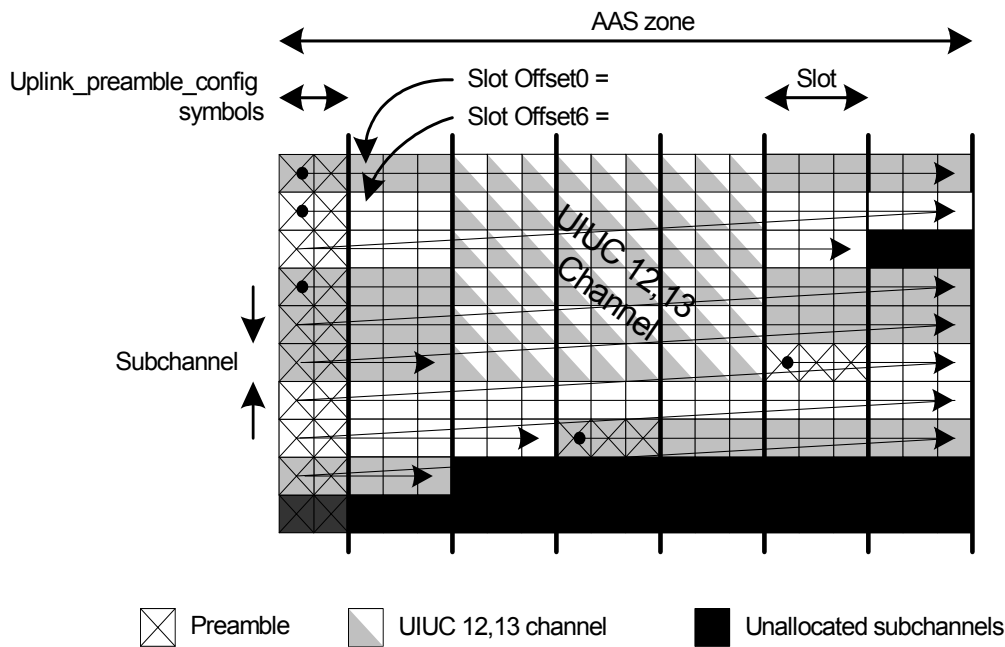 AAS zone
Uplink_preamble_config
symbols
Slot Offset0 =
Slot Offset6 =
Slot
UIUC 12,13
Channel
Subchannel
Preamble
UIUC 12,13 channel
Unallocated subchannels